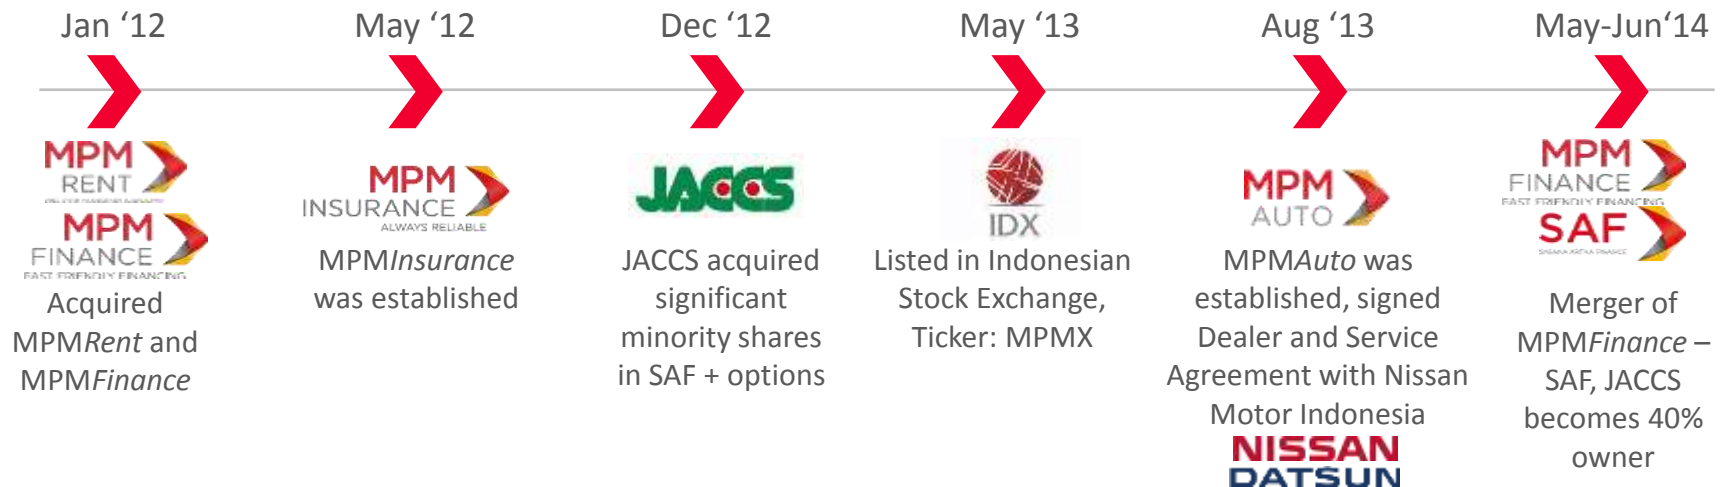 Jan ‘12
May ‘12
Dec ‘12
May ‘13
Aug ‘13
May-Jun‘14
MPM
RENT
MPM
FINANCE
FAST FRIENDLY FINANCING
Acquired
MPMRent and
MPMFinance
MPM
INSURANCE
ALWAYS RELIABLE
MPMInsurance
was established
JACCS
JACCS acquired
significant
minority shares
in SAF + options
IDX
Listed in Indonesian
Stock Exchange,
Ticker: MPMX
MPM
AUTO
MPMAuto was
established, signed
Dealer and Service
Agreement with Nissan
Motor Indonesia
NISSAN
DATSUN
MPM
FINANCE
FAST FRIENDLY FINANCING
SAF
Merger of
MPMFinance –
SAF, JACCS
becomes 40%
owner